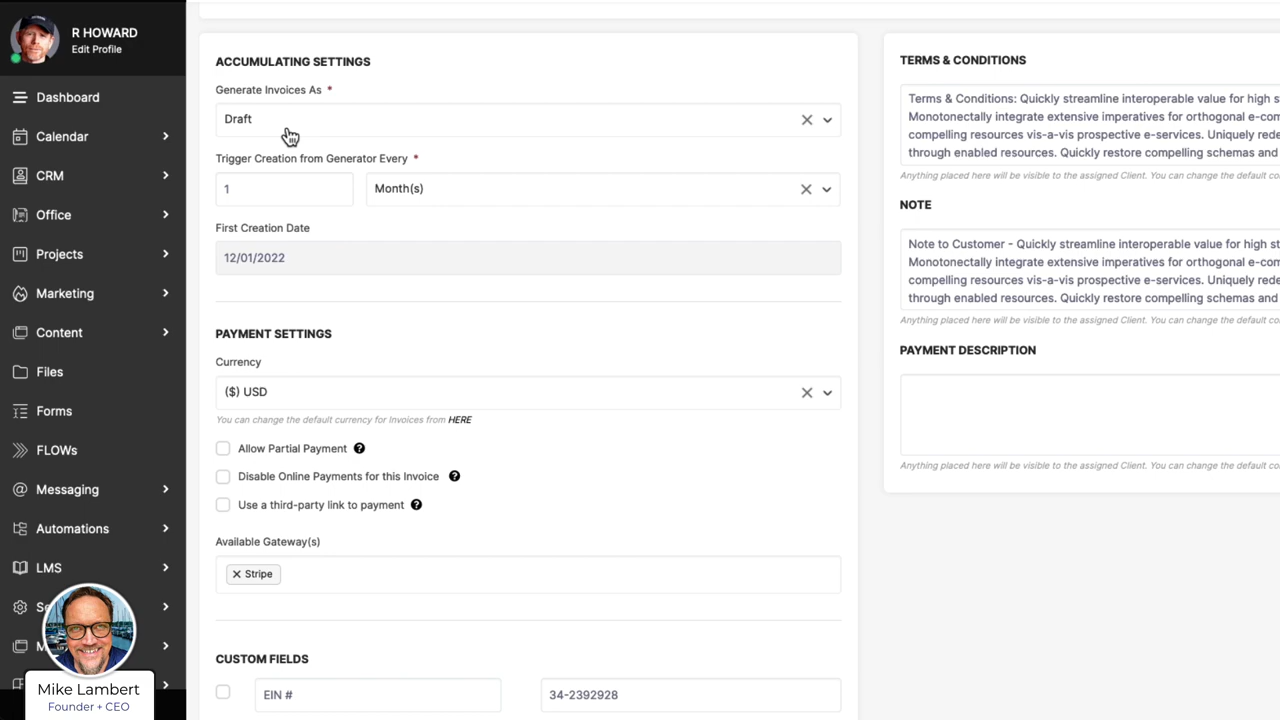 R HOWARD
Edit Profile
Dashboard
Calendar
CRM
Office
Projects
Marketing
Content
Files
Forms
FLOWs
Messaging
Automations
LMS
Mike Lambert
Founder + CEO
ACCUMULATING SETTINGS
Generate Invoices As *
Draft
Trigger Creation from Generator Every *
1
Month(s)
First Creation Date
12/01/2022
PAYMENT SETTINGS
Currency
($) USD
You can change the default currency for Invoices from HERE
Allow Partial Payment
Disable Online Payments for this Invoice
Use a third-party link to payment
Available Gateway(s)
Stripe
CUSTOM FIELDS
EIN #
34-2392928
TERMS & CONDITIONS
Terms & Conditions: Quickly streamline interoperable value for high s
Monotonectally integrate extensive imperatives for orthogonal e-com
compelling resources vis-a-vis prospective e-services. Uniquely rede
through enabled resources. Quickly restore compelling schemas and
Anything placed here will be visible to the assigned Client. You can change the default co
NOTE
Note to Customer - Quickly streamline interoperable value for high st
Monotonectally integrate extensive imperatives for orthogonal e-com
compelling resources vis-a-vis prospective e-services. Uniquely rede
through enabled resources. Quickly restore compelling schemas and
Anything placed here will be visible to the assigned Client. You can change the default co
PAYMENT DESCRIPTION
Anything placed here will be visible to the assigned Client. You can change the default co